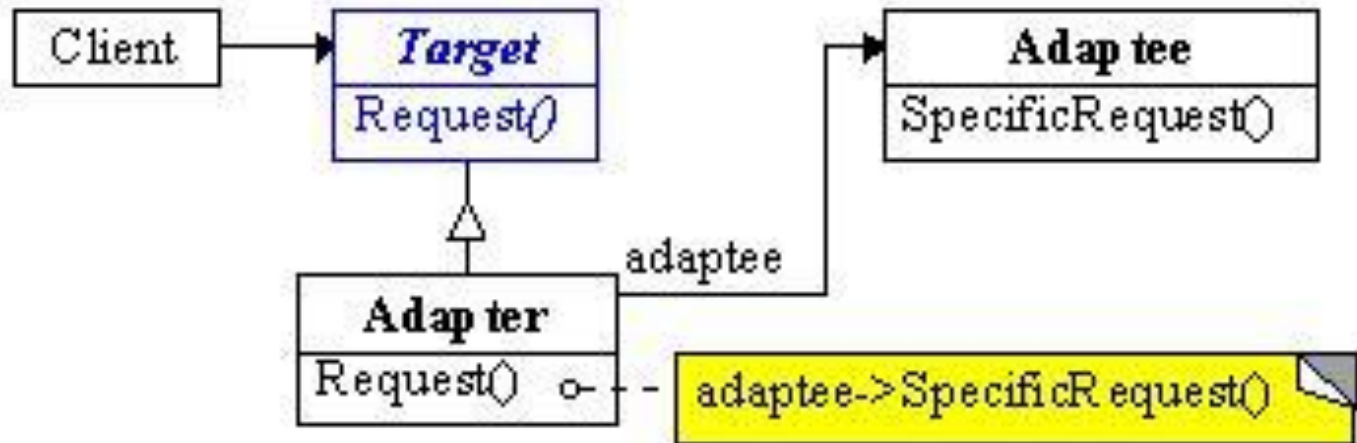 Client
Target
Request()
Adaptee
SpecificRequest()
adaptee
Adapter
Request()
adaptee->SpecificRequest()